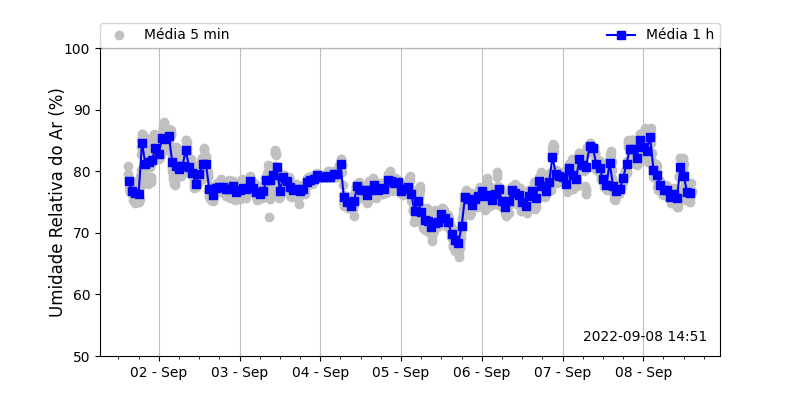 Média 5 min
Média 1 h
Umidade Relativa do Ar (%)
100
90
80
70
60
50
2022-09-08 14:51
02 - Sep
03 - Sep
04 - Sep
05 - Sep
06 - Sep
07 - Sep
08 - Sep